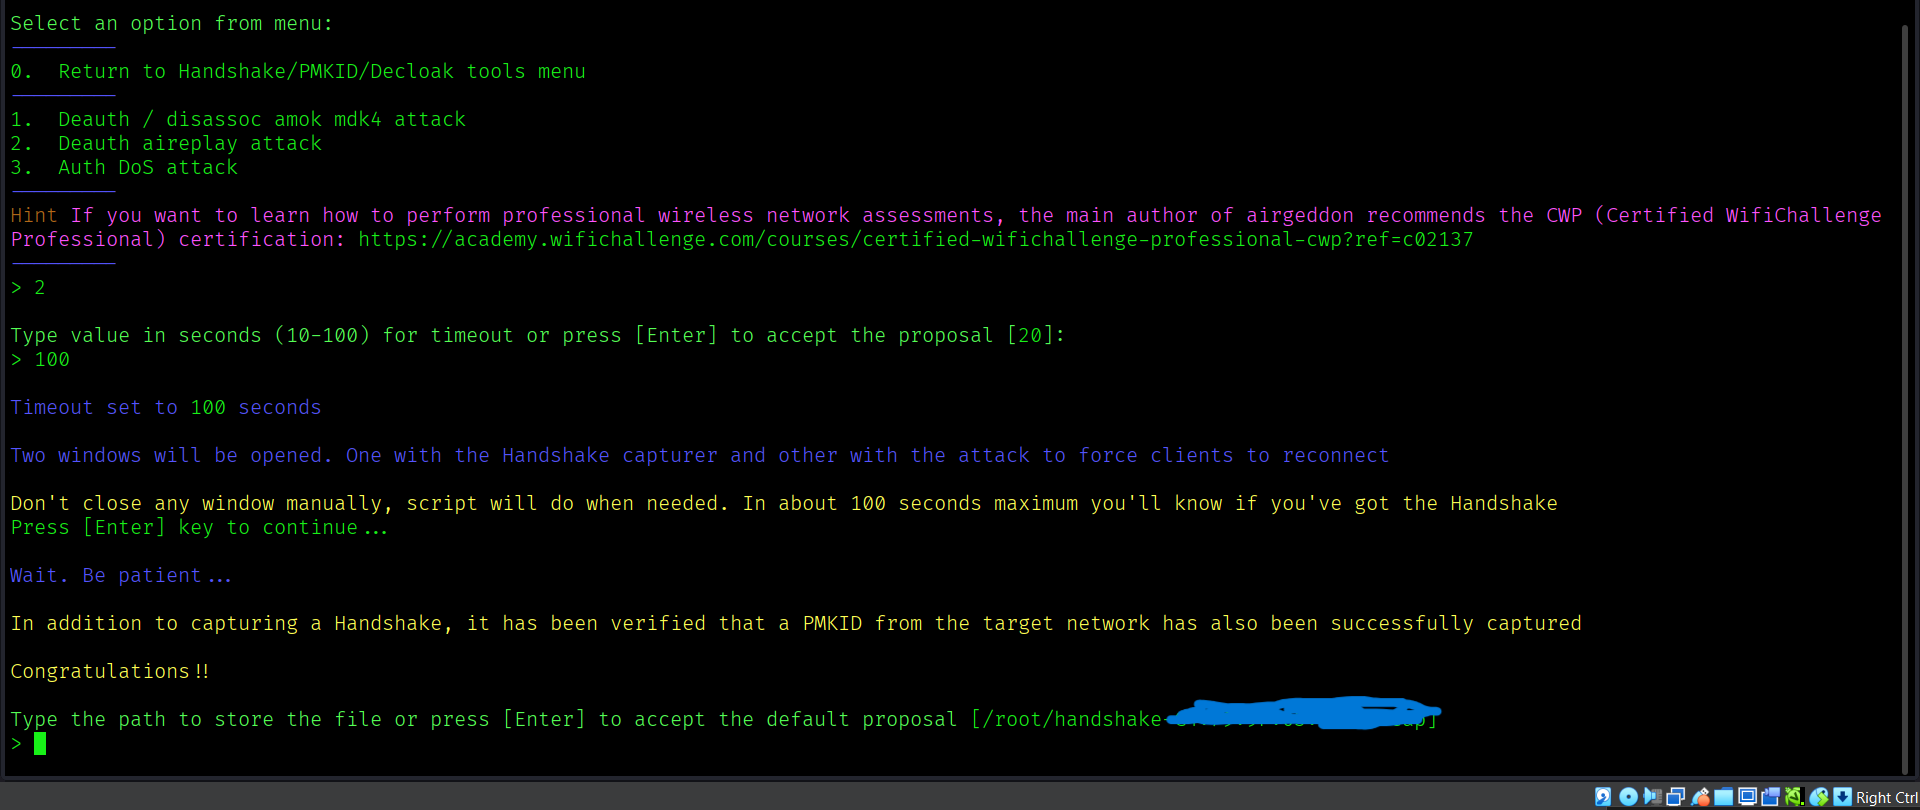 Select an option from menu:
0.  Return to Handshake/PMKID/Decloak tools menu
1.  Deauth / disassoc amok mdk4 attack
2.  Deauth aireplay attack
3.  Auth DoS attack
Hint If you want to learn how to perform professional wireless network assessments, the main author of airgeddon recommends the CWP (Certified WifiChallenge
Professional) certification: https://academy.wifichallenge.com/courses/certified-wifichallenge-professional-cwp?ref=c02137
> 2
Type value in seconds (10-100) for timeout or press [Enter] to accept the proposal [20]:
> 100
Timeout set to 100 seconds
Two windows will be opened. One with the Handshake capturer and other with the attack to force clients to reconnect
Don't close any window manually, script will do when needed. In about 100 seconds maximum you'll know if you've got the Handshake
Press [Enter] key to continue...
Wait. Be patient...
In addition to capturing a Handshake, it has been verified that a PMKID from the target network has also been successfully captured
Congratulations!!
Type the path to store the file or press [Enter] to accept the default proposal [/root/handshake-
>
Right Ctrl